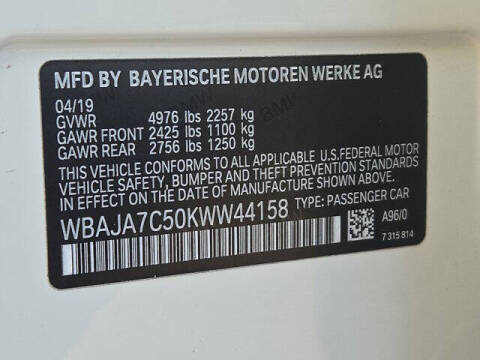 MFD BY BAYERISCHE MOTOREN WERKE AG
04/19
GVWR 4976 lbs 2257 kg
GAWR FRONT 2425 lbs 1100 kg
GAWR REAR 2756 lbs 1250 kg
THIS VEHICLE CONFORMS TO ALL APPLICABLE U.S.FEDERAL MOTOR
VEHICLE SAFETY, BUMPER, AND THEFT PREVENTION STANDARDS
IN EFFECT ON THE DATE OF MANUFACTURE SHOWN ABOVE.
WBAJA7C50KWW44158 TYPE: PASSENGER CAR
A96/0
7 315 814